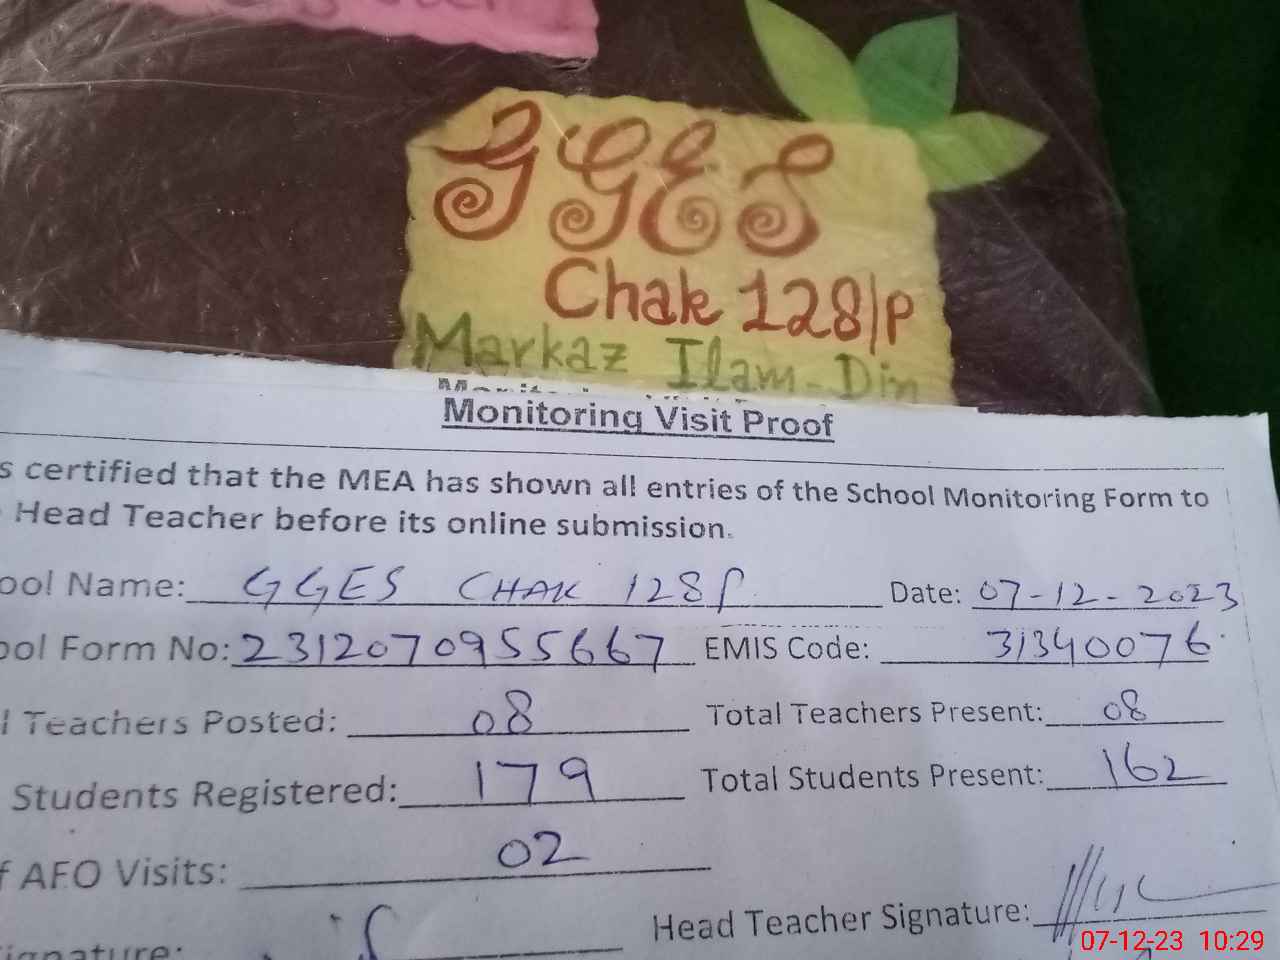 GGES
Chak 128/P
Markaz Ilam-Din
Monitoring Visit Proof
s certified that the MEA has shown all entries of the School Monitoring Form to
Head Teacher before its online submission.
ool Name: GGES CHAK 128P Date: 07-12-2023
ool Form No: 2312070955667 EMIS Code: 31340076
l Teachers Posted: 08 Total Teachers Present: 08
Students Registered: 179 Total Students Present: 162
f AFO Visits: 02
Head Teacher Signature:
ignature:
07-12-23 10:29